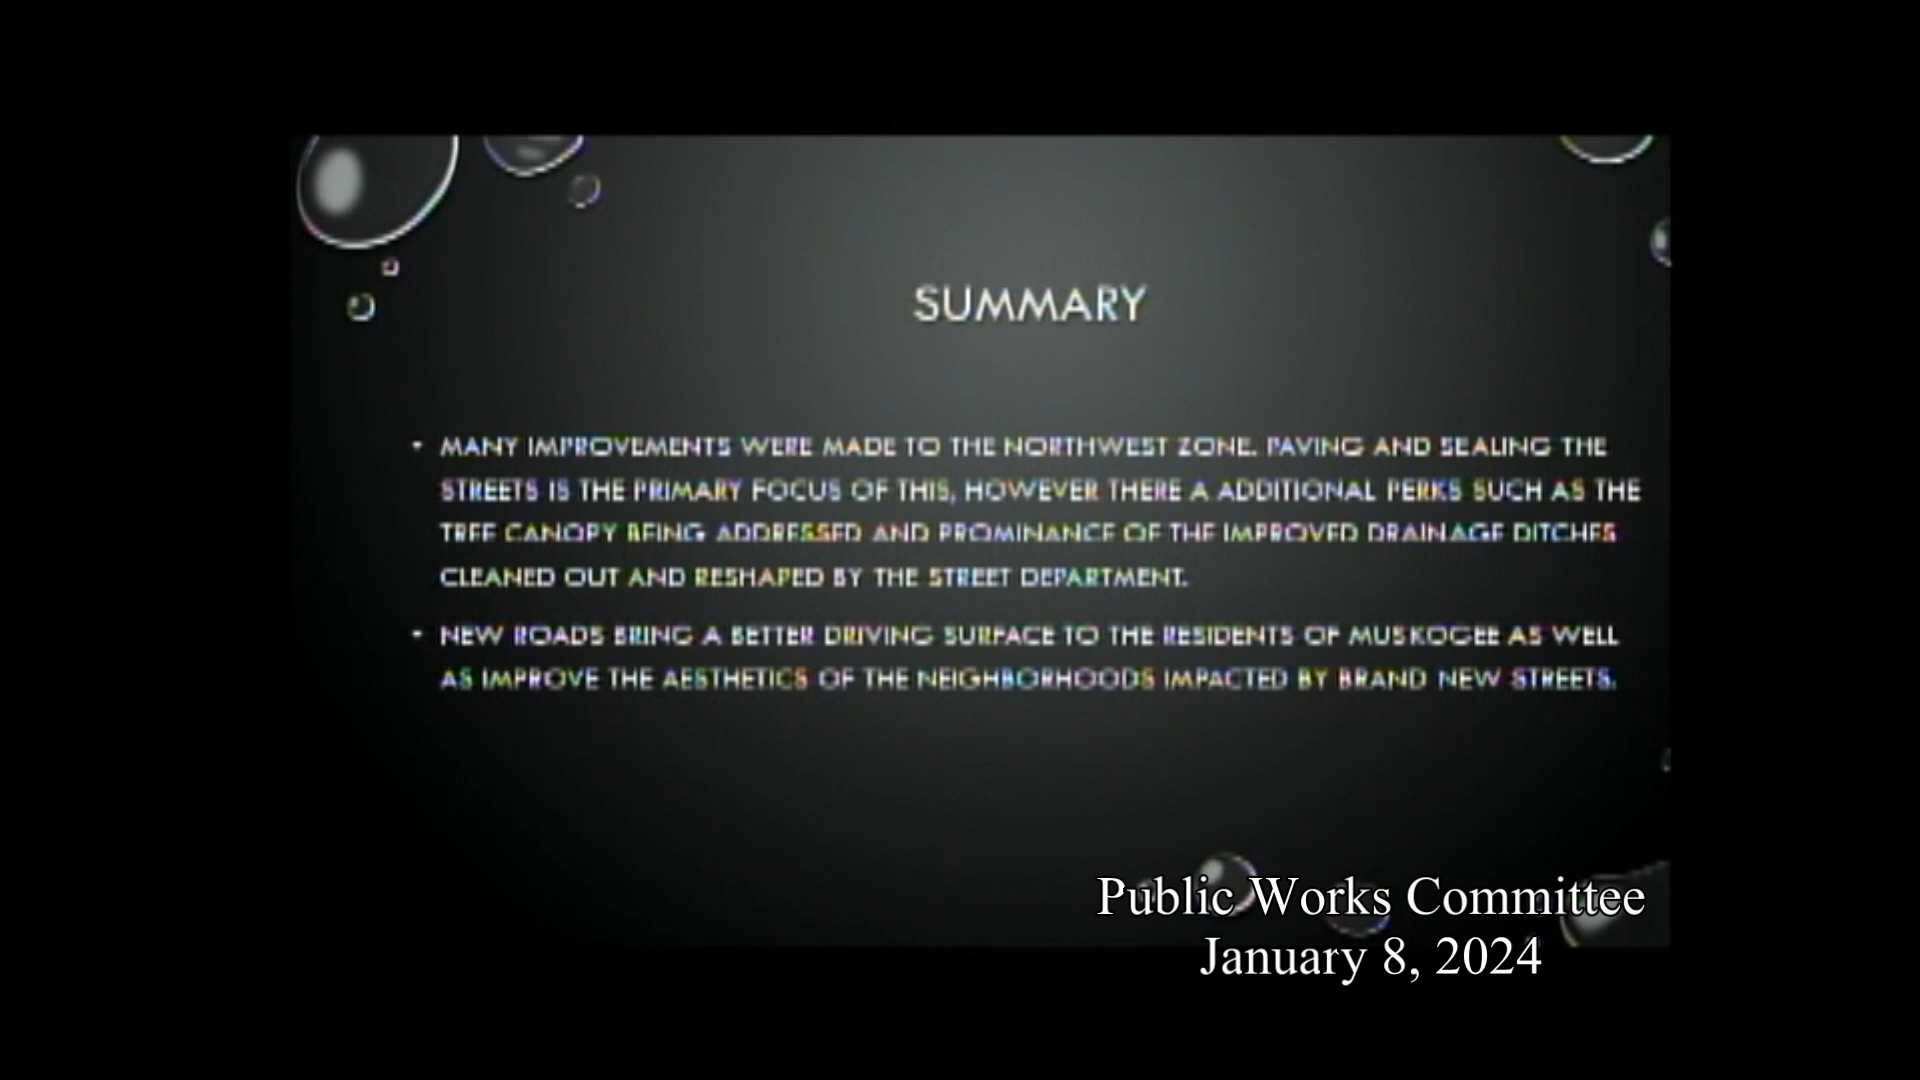 SUMMARY
• MANY IMPROVEMENTS WERE MADE TO THE NORTHWEST ZONE. PAVING AND SEALING THE
STREETS IS THE PRIMARY FOCUS OF THIS, HOWEVER THERE A ADDITIONAL PERKS SUCH AS THE
TREE CANOPY BEING ADDRESSED AND PROMINANCE OF THE IMPROVED DRAINAGE DITCHES
CLEANED OUT AND RESHAPED BY THE STREET DEPARTMENT.
• NEW ROADS BRING A BETTER DRIVING SURFACE TO THE RESIDENTS OF MUSKOGEE AS WELL
AS IMPROVE THE AESTHETICS OF THE NEIGHBORHOODS IMPACTED BY BRAND NEW STREETS.
Public Works Committee
January 8, 2024